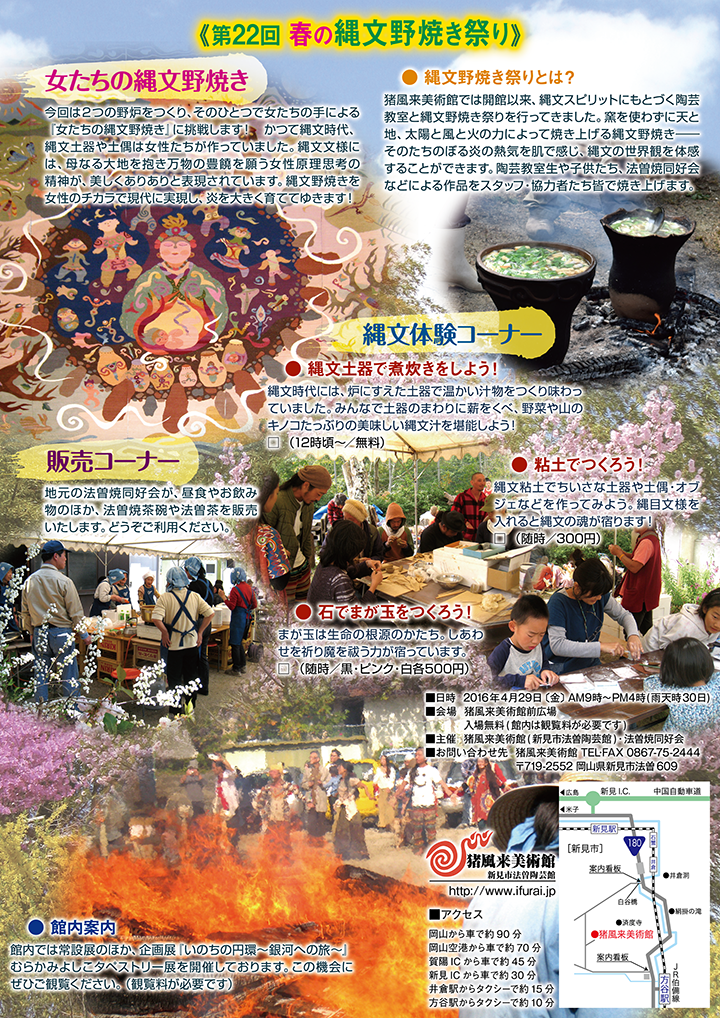 《第22回 春の縄文野焼き祭り》
女たちの縄文野焼き
今回は2つの野炉をつくり、そのひとつで女たちの手による
『女たちの縄文野焼き』に挑戦します! かつて縄文時代、
縄文土器や土偶は女性たちが作っていました。縄文文様に
は、母なる大地を抱き万物の豊饒を願う女性原理思考の
精神が、美しくありありと表現されています。縄文野焼きを
女性のチカラで現代に実現し、炎を大きく育ててゆきます!
● 縄文野焼き祭りとは?
猪風来美術館では開館以来、縄文スピリットにもとづく陶芸
教室と縄文野焼き祭りを行ってきました。窯を使わずに天と
地、太陽と風と火の力によって焼き上げる縄文野焼き――
そのたちのぼる炎の熱気を肌で感じ、縄文の世界観を体感
することができます。陶芸教室生や子供たち、法曽焼同好会
などによる作品をスタッフ・協力者たち皆で焼き上げます。
縄文体験コーナー
● 縄文土器で煮炊きをしよう!
縄文時代には、炉にすえた土器で温かい汁物をつくり味わっ
ていました。みんなで土器のまわりに薪をくべ、野菜や山の
キノコたっぷりの美味しい縄文汁を堪能しよう!
(12時頃〜/無料)
販売コーナー
地元の法曽焼同好会が、昼食やお飲み
物のほか、法曽焼茶碗や法曽茶を販売
いたします。どうぞご利用ください。
● 粘土でつくろう!
縄文粘土でちいさな土器や土偶・オブ
ジェなどを作ってみよう。縄目文様を
入れると縄文の魂が宿ります!
(随時/300円)
● 石でまが玉をつくろう!
まが玉は生命の根源のかたち。しあわ
せを祈り魔を祓う力が宿っています。
(随時/黒・ピンク・白各500円)
■日時 2016年4月29日〔金〕AM9時〜PM4時(雨天時30日)
■会場 猪風来美術館前広場
入場無料(館内は観覧料が必要です)
■主催 猪風来美術館(新見市法曽陶芸館)・法曽焼同好会
■お問い合わせ先 猪風来美術館 TEL・FAX 0867-75-2444
〒719-2552 岡山県新見市法曽609
猪風来美術館
新見市法曽陶芸館
http://www.ifurai.jp
■アクセス
岡山から車で約90分
岡山空港から車で約70分
賀陽ICから車で約45分
新見ICから車で約30分
井倉駅からタクシーで約15分
方谷駅からタクシーで約10分
◀広島 新見I.C. 中国自動車道
◀米子
新見駅
[新見市]
180
石蟹
井倉
案内看板
●井倉洞
白谷橋
●絹掛の滝
●済度寺
●猪風来美術館
案内看板
JR伯備線
方谷駅
● 館内案内
館内では常設展のほか、企画展『いのちの円環〜銀河への旅〜』
むらかみよしこタペストリー展を開催しております。この機会に
ぜひご観覧ください。(観覧料が必要です)